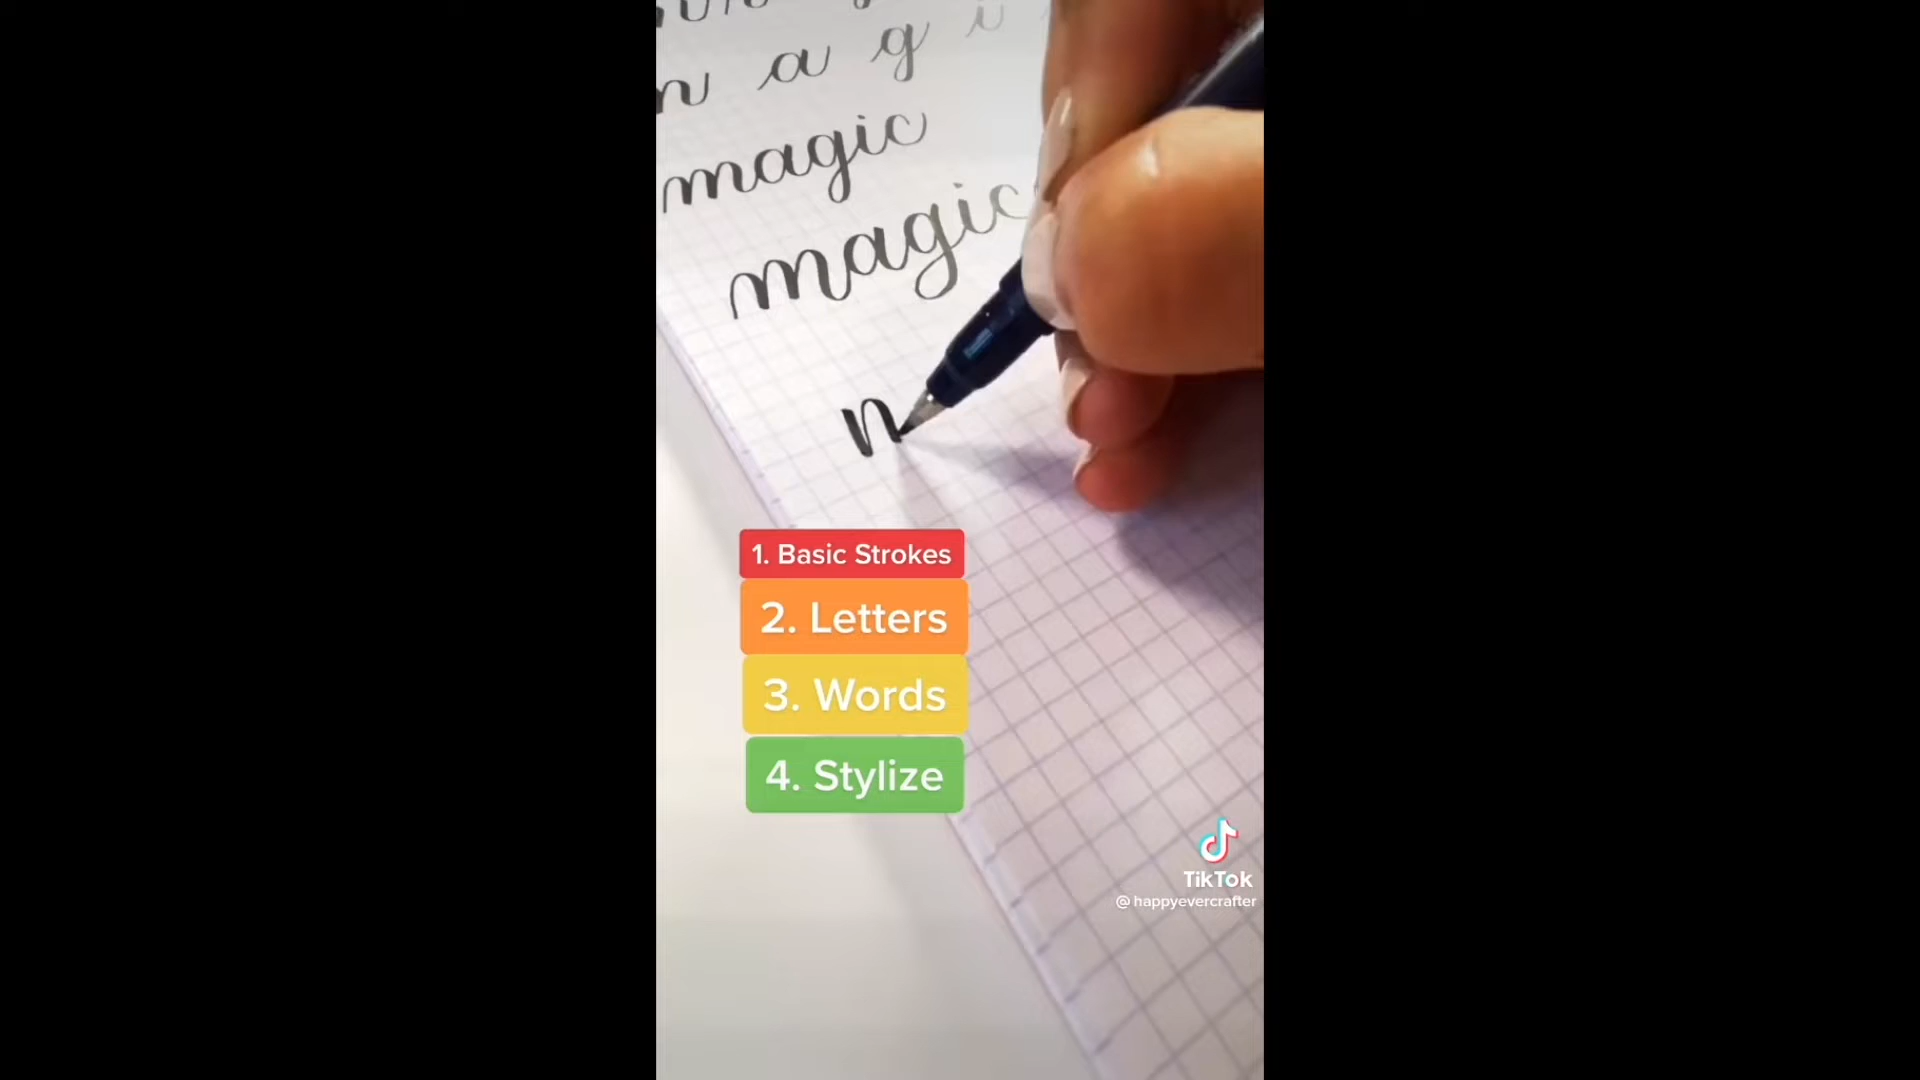 m a g i
magic
magic
n
1. Basic Strokes
2. Letters
3. Words
4. Stylize
TikTok
@happyevercrafter